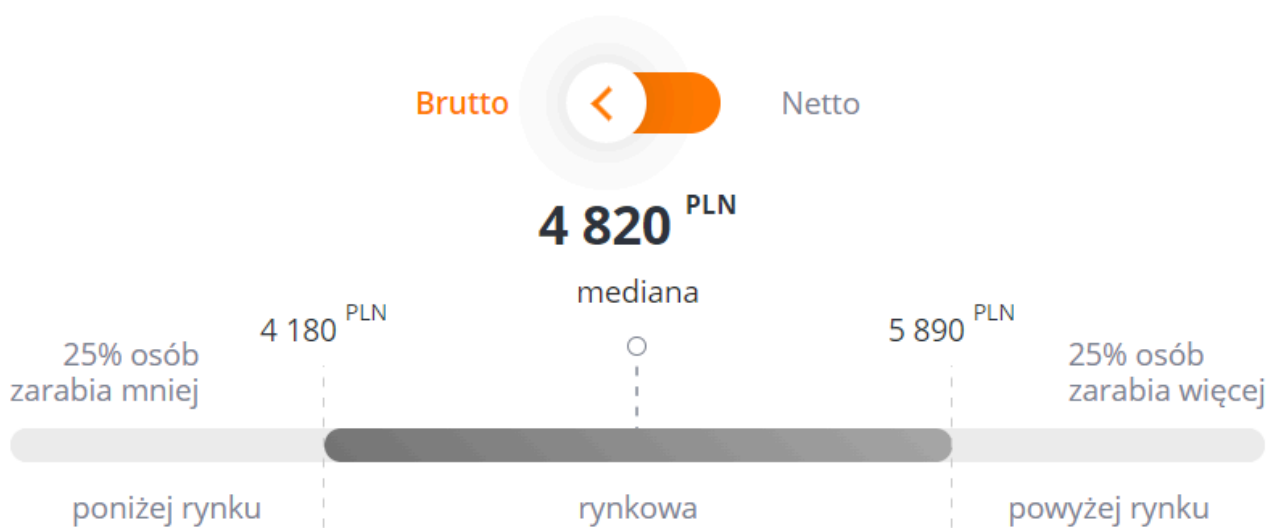 Brutto Netto
4 820 PLN
mediana
4 180 PLN
5 890 PLN
25% osób
zarabia mniej
25% osób
zarabia więcej
poniżej rynku
rynkowa
powyżej rynku